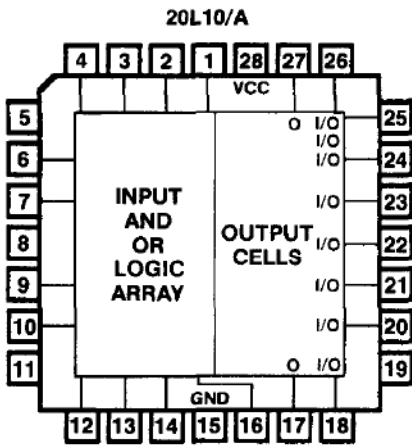 20L10/A
4 3 2 1 28 27 26
VCC
5 O I/O 25
I/O
6 I/O 24
7 I/O 23
8 I/O 22
9 I/O 21
10 I/O 20
11 O I/O 19
INPUT
AND
OR
LOGIC
ARRAY
OUTPUT
CELLS
GND
12 13 14 15 16 17 18